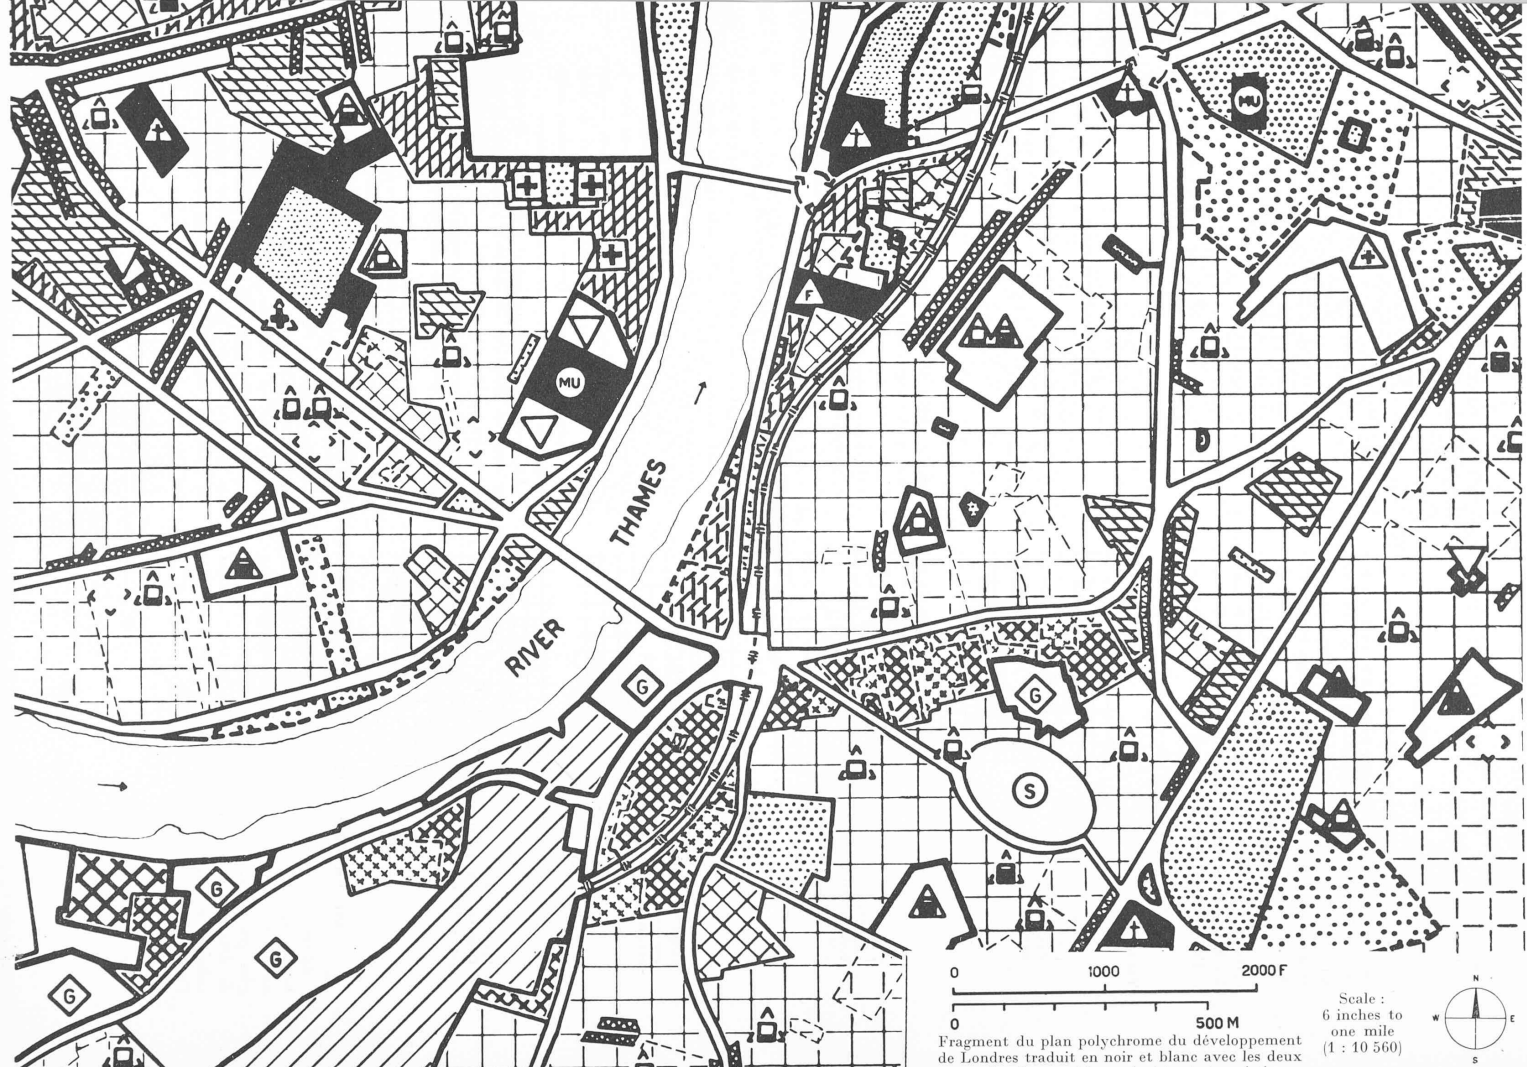 MU
MU
F
M
THAMES
RIVER
G
G
S
G
G
G
0 1000 2000 F
0 500 M
Scale :
6 inches to
one mile
(1 : 10 560)
N
W E
S
Fragment du plan polychrome du développement
de Londres traduit en noir et blanc avec les deux